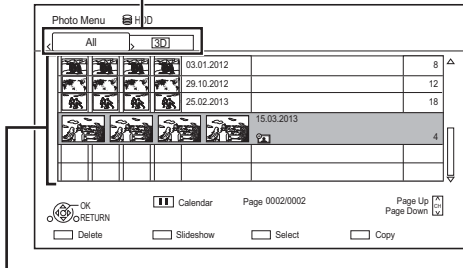 Photo Menu HDD
All 3D
03.01.2012 8
29.10.2012 12
25.02.2013 18
15.03.2013
4
OK
RETURN
Calendar Page 0002/0002 Page Up
Page Down CH
Delete Slideshow Select Copy